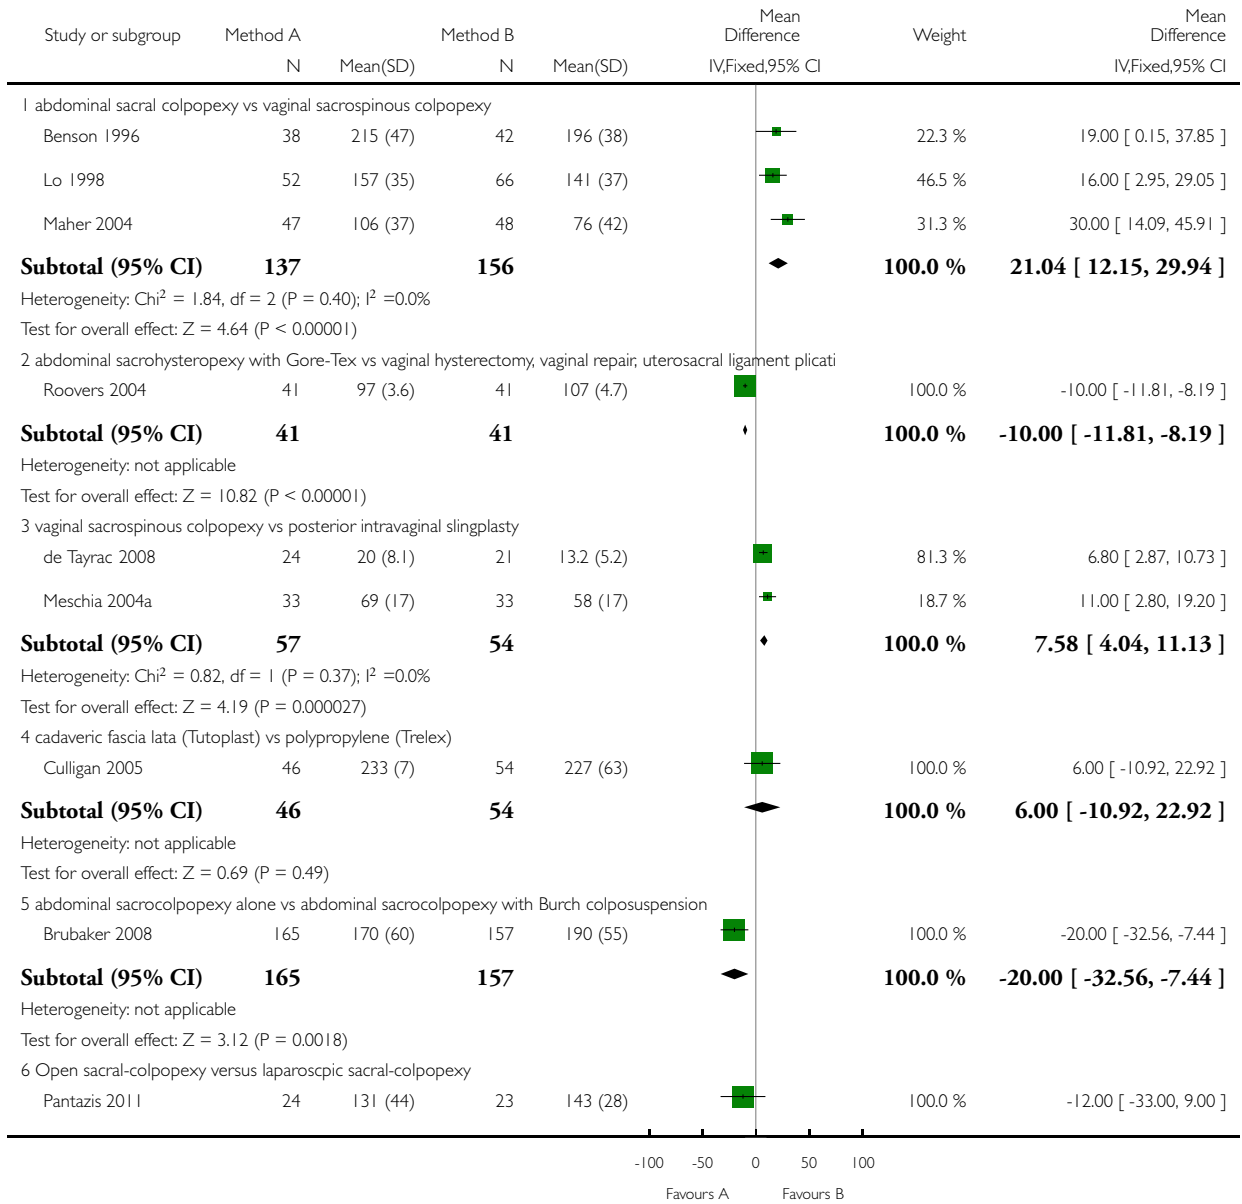 Mean Mean
Study or subgroup Method A Method B Difference Weight Difference
N Mean(SD) N Mean(SD) IV,Fixed,95% CI IV,Fixed,95% CI
1 abdominal sacral colpopexy vs vaginal sacrospinous colpopexy
Benson 1996 38 215 (47) 42 196 (38) 22.3 % 19.00 [ 0.15, 37.85 ]
Lo 1998 52 157 (35) 66 141 (37) 46.5 % 16.00 [ 2.95, 29.05 ]
Maher 2004 47 106 (37) 48 76 (42) 31.3 % 30.00 [ 14.09, 45.91 ]
Subtotal (95% CI) 137 156 100.0 % 21.04 [ 12.15, 29.94 ]
Heterogeneity: Chi² = 1.84, df = 2 (P = 0.40); I² =0.0%
Test for overall effect: Z = 4.64 (P < 0.00001)
2 abdominal sacrohysteropexy with Gore-Tex vs vaginal hysterectomy, vaginal repair, uterosacral ligament plicati
Roovers 2004 41 97 (3.6) 41 107 (4.7) 100.0 % -10.00 [ -11.81, -8.19 ]
Subtotal (95% CI) 41 41 100.0 % -10.00 [ -11.81, -8.19 ]
Heterogeneity: not applicable
Test for overall effect: Z = 10.82 (P < 0.00001)
3 vaginal sacrospinous colpopexy vs posterior intravaginal slingplasty
de Tayrac 2008 24 20 (8.1) 21 13.2 (5.2) 81.3 % 6.80 [ 2.87, 10.73 ]
Meschia 2004a 33 69 (17) 33 58 (17) 18.7 % 11.00 [ 2.80, 19.20 ]
Subtotal (95% CI) 57 54 100.0 % 7.58 [ 4.04, 11.13 ]
Heterogeneity: Chi² = 0.82, df = 1 (P = 0.37); I² =0.0%
Test for overall effect: Z = 4.19 (P = 0.000027)
4 cadaveric fascia lata (Tutoplast) vs polypropylene (Trelex)
Culligan 2005 46 233 (7) 54 227 (63) 100.0 % 6.00 [ -10.92, 22.92 ]
Subtotal (95% CI) 46 54 100.0 % 6.00 [ -10.92, 22.92 ]
Heterogeneity: not applicable
Test for overall effect: Z = 0.69 (P = 0.49)
5 abdominal sacrocolpopexy alone vs abdominal sacrocolpopexy with Burch colposuspension
Brubaker 2008 165 170 (60) 157 190 (55) 100.0 % -20.00 [ -32.56, -7.44 ]
Subtotal (95% CI) 165 157 100.0 % -20.00 [ -32.56, -7.44 ]
Heterogeneity: not applicable
Test for overall effect: Z = 3.12 (P = 0.0018)
6 Open sacral-colpopexy versus laparoscpic sacral-colpopexy
Pantazis 2011 24 131 (44) 23 143 (28) 100.0 % -12.00 [ -33.00, 9.00 ]
-100 -50 0 50 100
Favours A Favours B